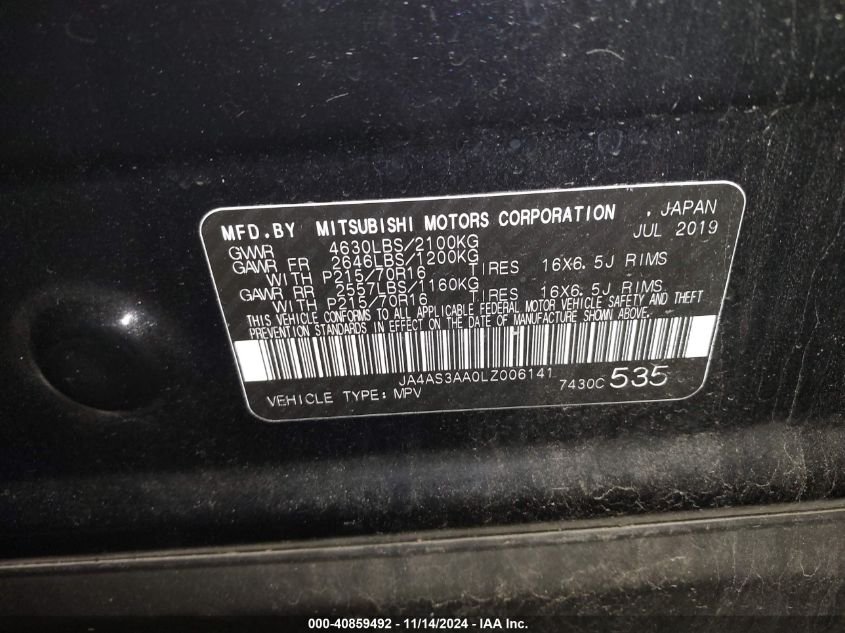 MFD.BY MITSUBISHI MOTORS CORPORATION , JAPAN
JUL 2019
GVWR 4630LBS/2100KG
GAWR FR 2646LBS/1200KG
WITH P215/70R16 TIRES 16X6.5J RIMS
GAWR RR 2557LBS/1160KG
WITH P215/70R16 TIRES 16X6.5J RIMS
THIS VEHICLE CONFORMS TO ALL APPLICABLE FEDERAL MOTOR VEHICLE SAFETY AND THEFT
PREVENTION STANDARDS IN EFFECT ON THE DATE OF MANUFACTURE SHOWN ABOVE.
JA4AS3AA0LZ006141
VEHICLE TYPE: MPV 7430C 535
000-40859492 - 11/14/2024 - IAA Inc.